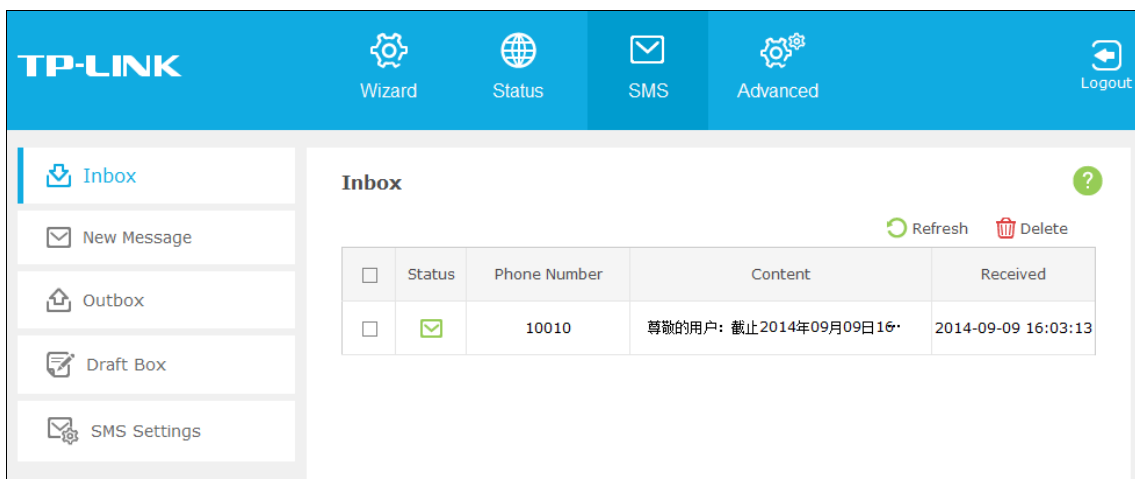 TP-LINK
Wizard Status SMS Advanced Logout
Inbox
New Message
Outbox
Draft Box
SMS Settings
Inbox ?
Refresh Delete
Status Phone Number Content Received
10010 尊敬的用户：截止2014年09月09日16… 2014-09-09 16:03:13